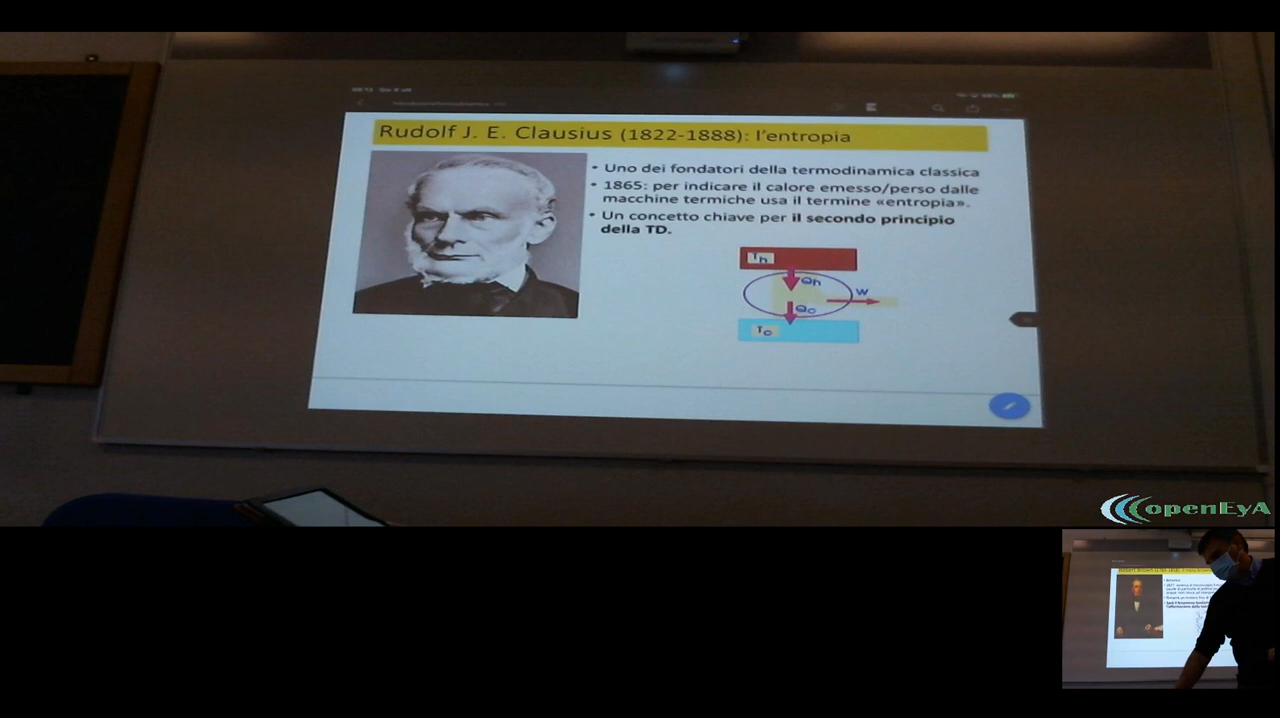 Rudolf J. E. Clausius (1822-1888): l'entropia
• Uno dei fondatori della termodinamica classica
• 1865: per indicare il calore emesso/perso dalle
macchine termiche usa il termine «entropia».
• Un concetto chiave per il secondo principio
della TD.
Th
Qh
W
Qc
Tc
openEyA